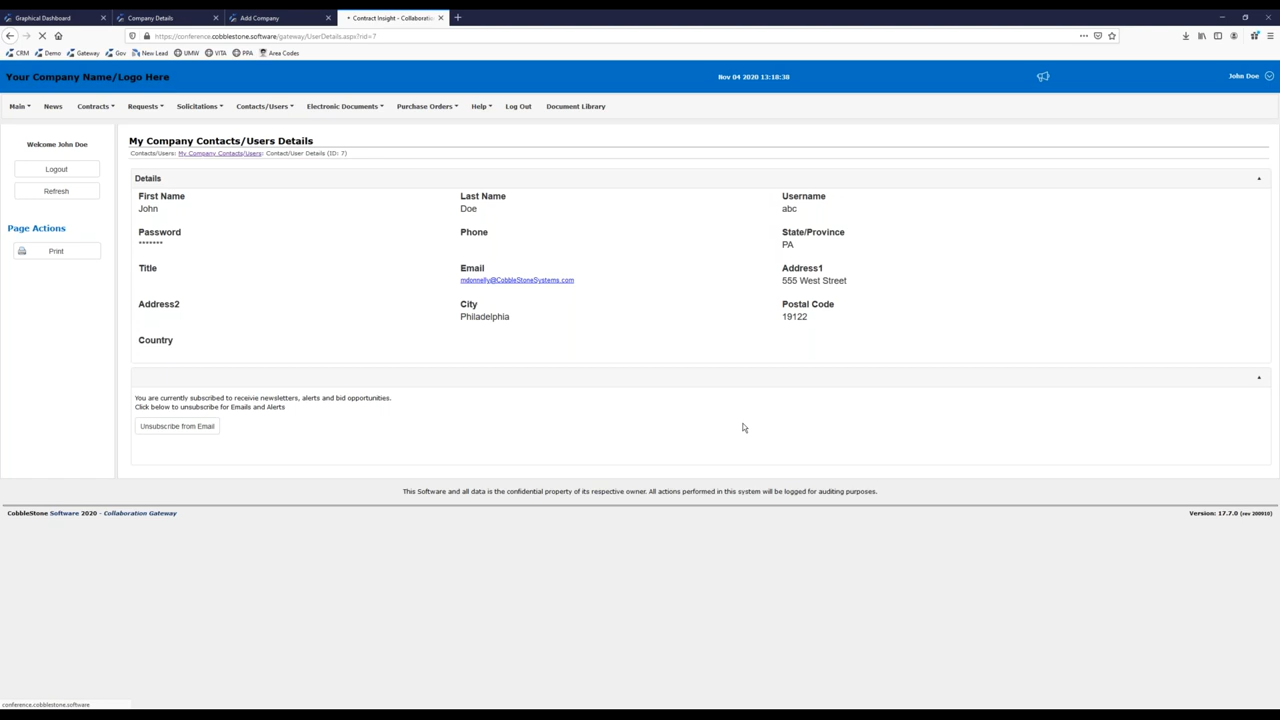 Graphical Dashboard
Company Details
Add Company
Contract Insight - Collaboratio
https://conference.cobblestone.software/gateway/UserDetails.aspx?rid=7
CRM
Demo
Gateway
Gov
New Lead
UMW
VITA
PPA
Area Codes
Your Company Name/Logo Here
Nov 04 2020 13:18:38
John Doe
Main
News
Contracts
Requests
Solicitations
Contacts/Users
Electronic Documents
Purchase Orders
Help
Log Out
Document Library
Welcome John Doe
Logout
Refresh
Page Actions
Print
My Company Contacts/Users Details
Contacts/Users: My Company Contacts/Users: Contact/User Details (ID: 7)
Details
First Name
John
Last Name
Doe
Username
abc
Password
*******
Phone
State/Province
PA
Title
Email
mdonnelly@CobbleStoneSystems.com
Address1
555 West Street
Address2
City
Philadelphia
Postal Code
19122
Country
You are currently subscribed to receivie newsletters, alerts and bid opportunities.
Click below to unsubscribe for Emails and Alerts
Unsubscribe from Email
This Software and all data is the confidential property of its respective owner. All actions performed in this system will be logged for auditing purposes.
CobbleStone Software 2020 - Collaboration Gateway
Version: 17.7.0 (rev 200910)
conference.cobblestone.software